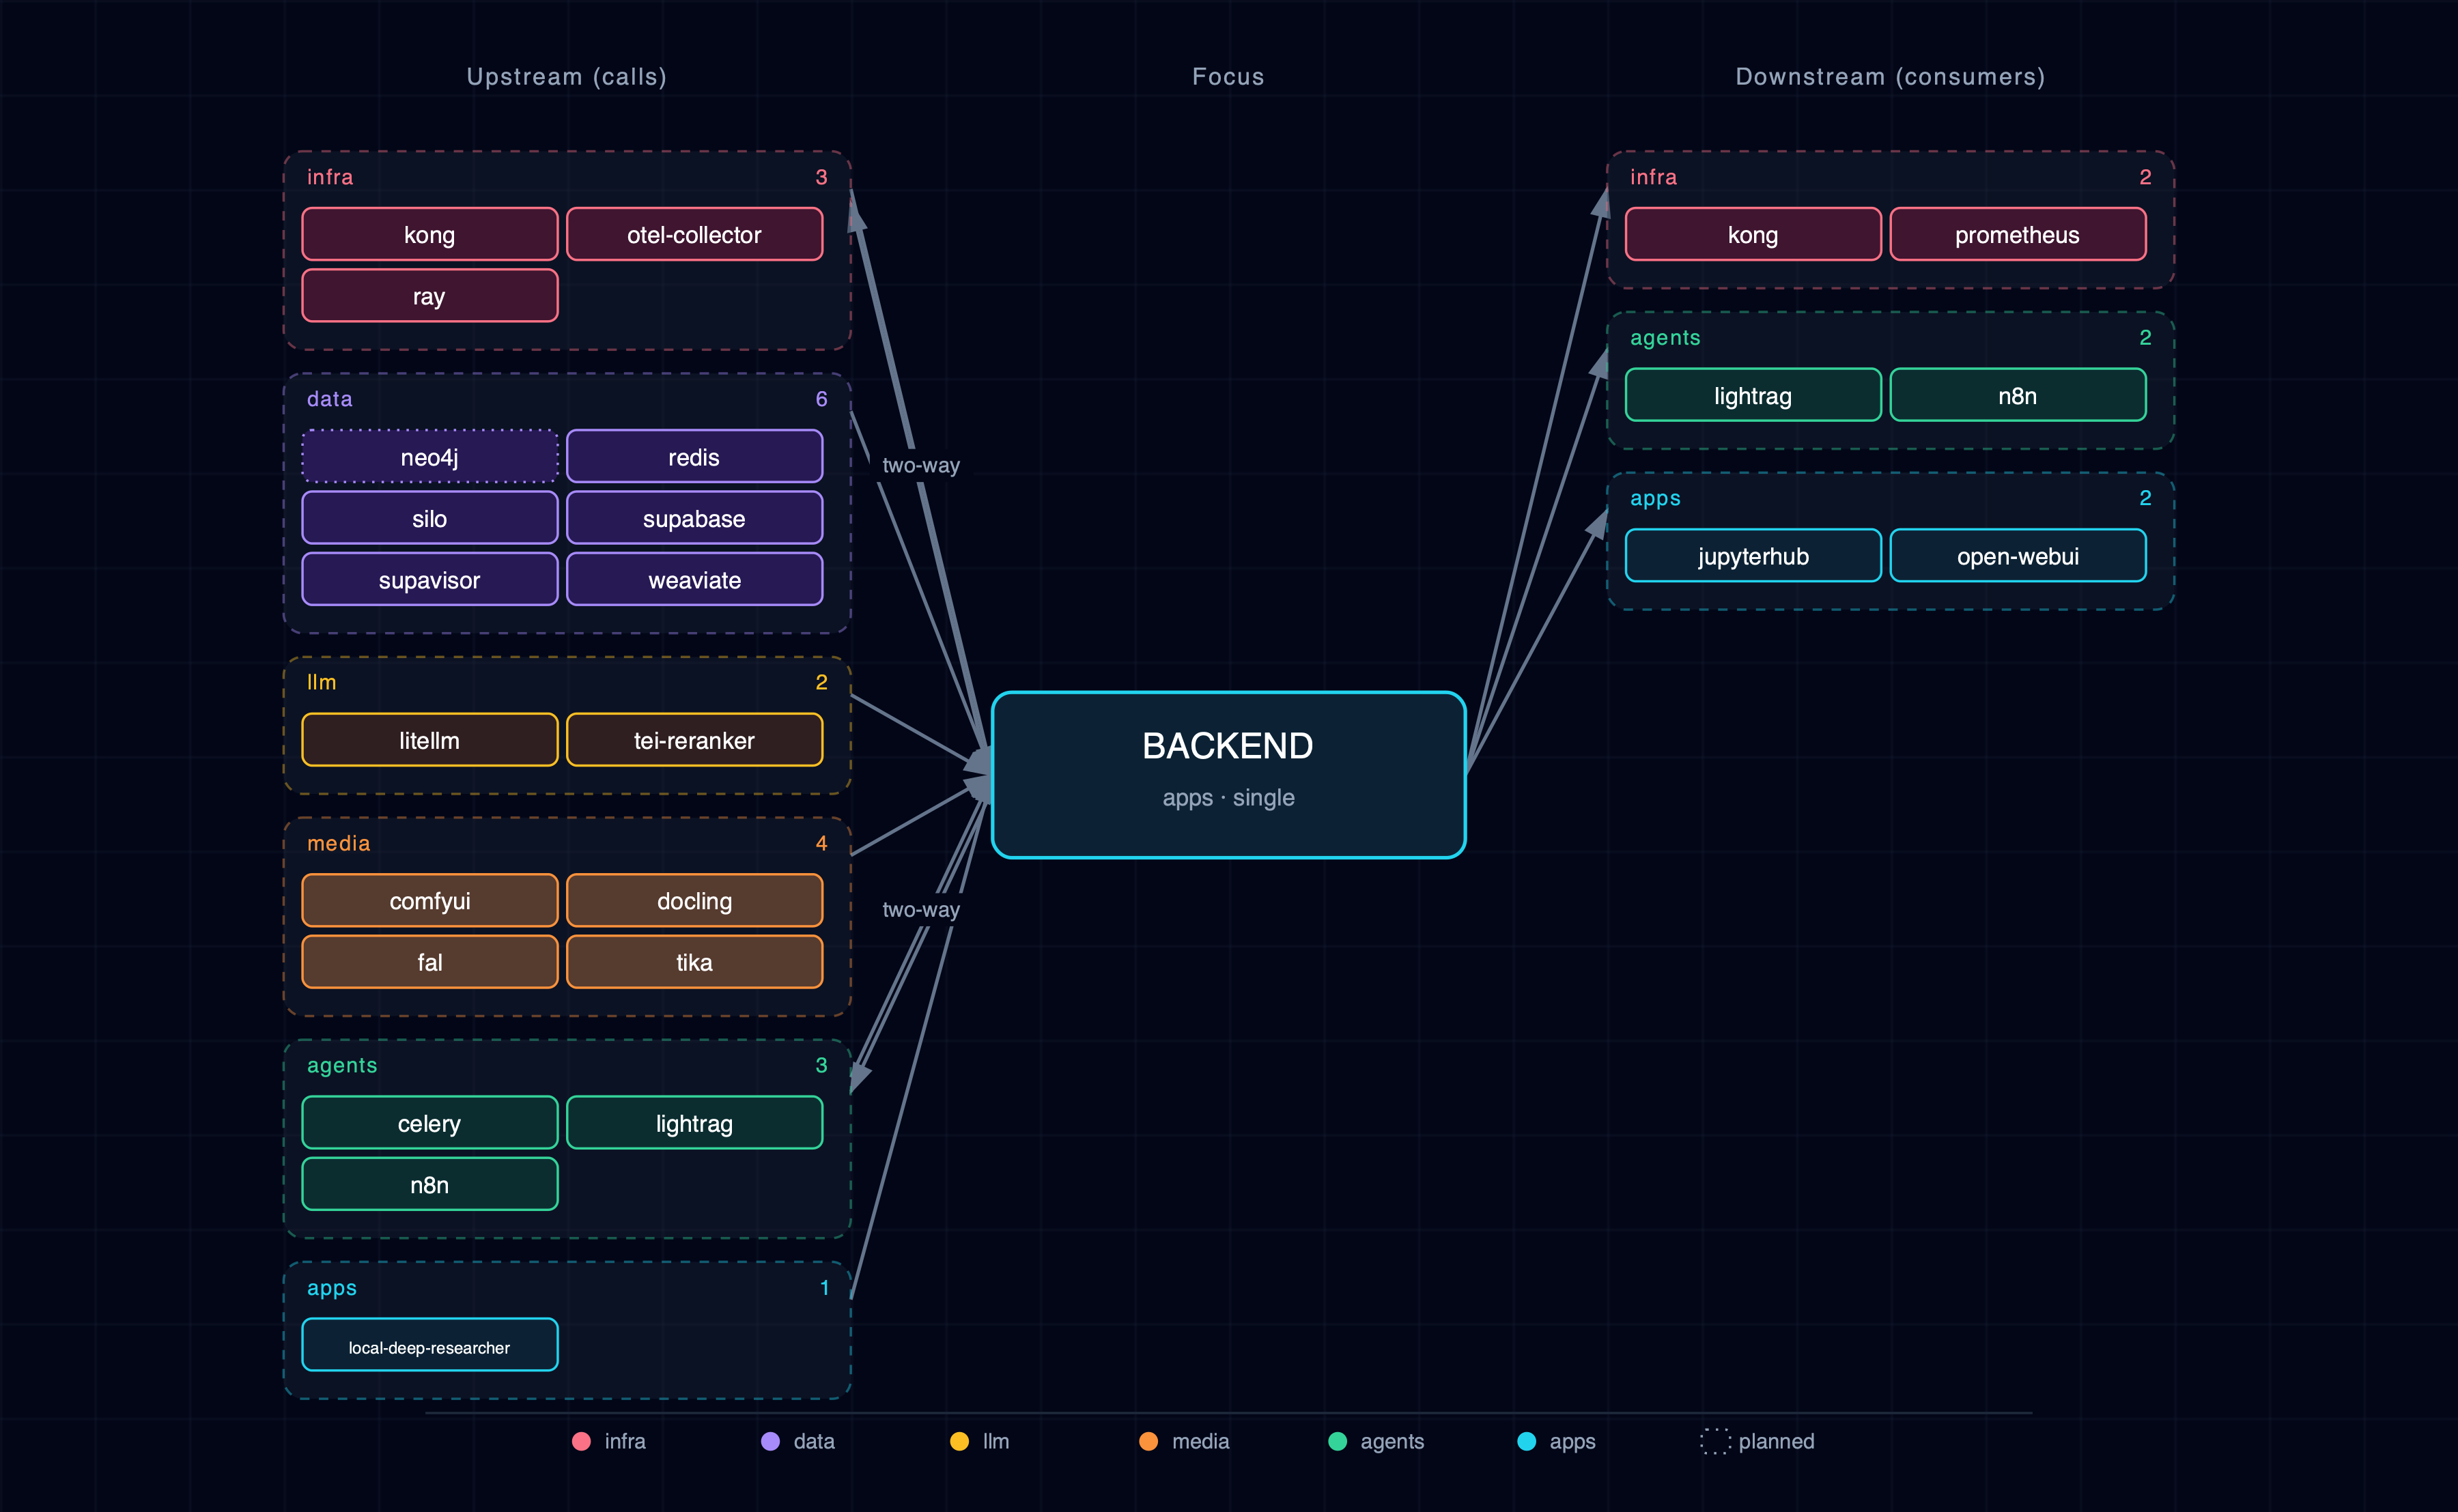 Upstream (calls)
Focus
Downstream (consumers)
infra 3
kong
otel-collector
ray
data 6
neo4j
redis
silo
supabase
supavisor
weaviate
llm 2
litellm
tei-reranker
media 4
comfyui
docling
fal
tika
agents 3
celery
lightrag
n8n
apps 1
local-deep-researcher
two-way
two-way
BACKEND
apps · single
infra 2
kong
prometheus
agents 2
lightrag
n8n
apps 2
jupyterhub
open-webui
infra
data
llm
media
agents
apps
planned